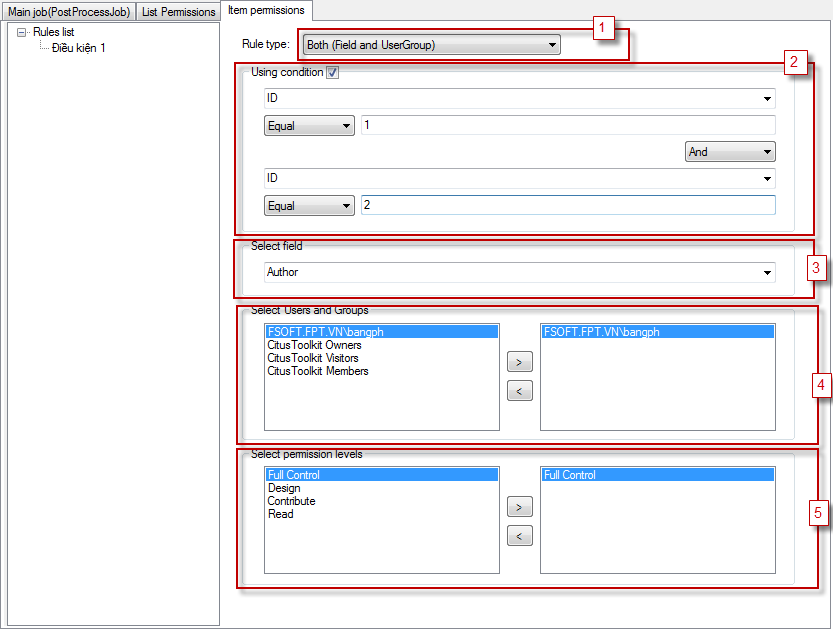 Main job(PostProcessJob) List Permissions Item permissions
Rules list
Điều kiện 1
Rule type: Both (Field and UserGroup)
1
2
Using condition
ID
Equal 1
And
ID
Equal 2
Select field
Author
3
Select Users and Groups
FSOFT.FPT.VN\bangph
CitusToolkit Owners
CitusToolkit Visitors
CitusToolkit Members
>
<
FSOFT.FPT.VN\bangph
4
Select permission levels
Full Control
Design
Contribute
Read
>
<
Full Control
5